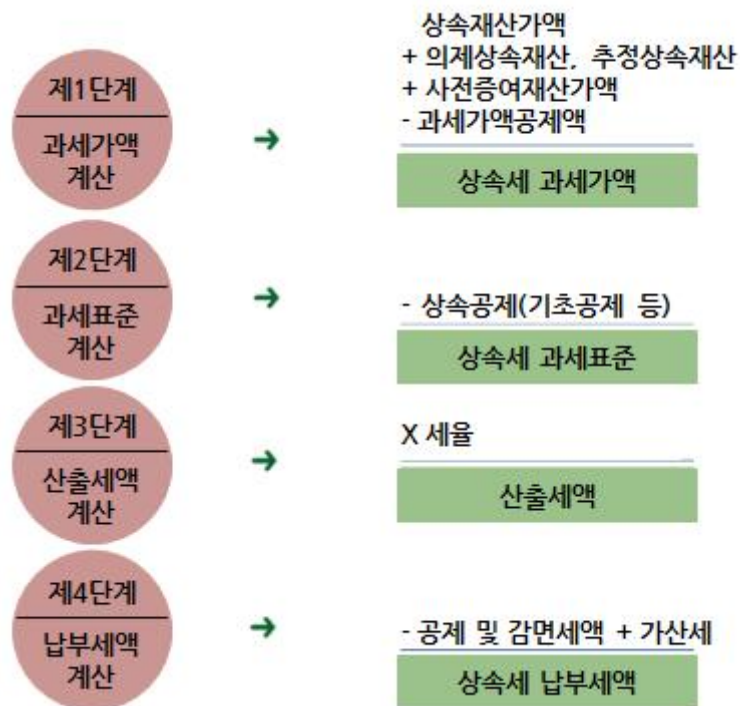 제1단계
과세가액
계산
상속재산가액
+ 의제상속재산, 추정상속재산
+ 사전증여재산가액
- 과세가액공제액
상속세 과세가액
제2단계
과세표준
계산
- 상속공제(기초공제 등)
상속세 과세표준
제3단계
산출세액
계산
X 세율
산출세액
제4단계
납부세액
계산
- 공제 및 감면세액 + 가산세
상속세 납부세액